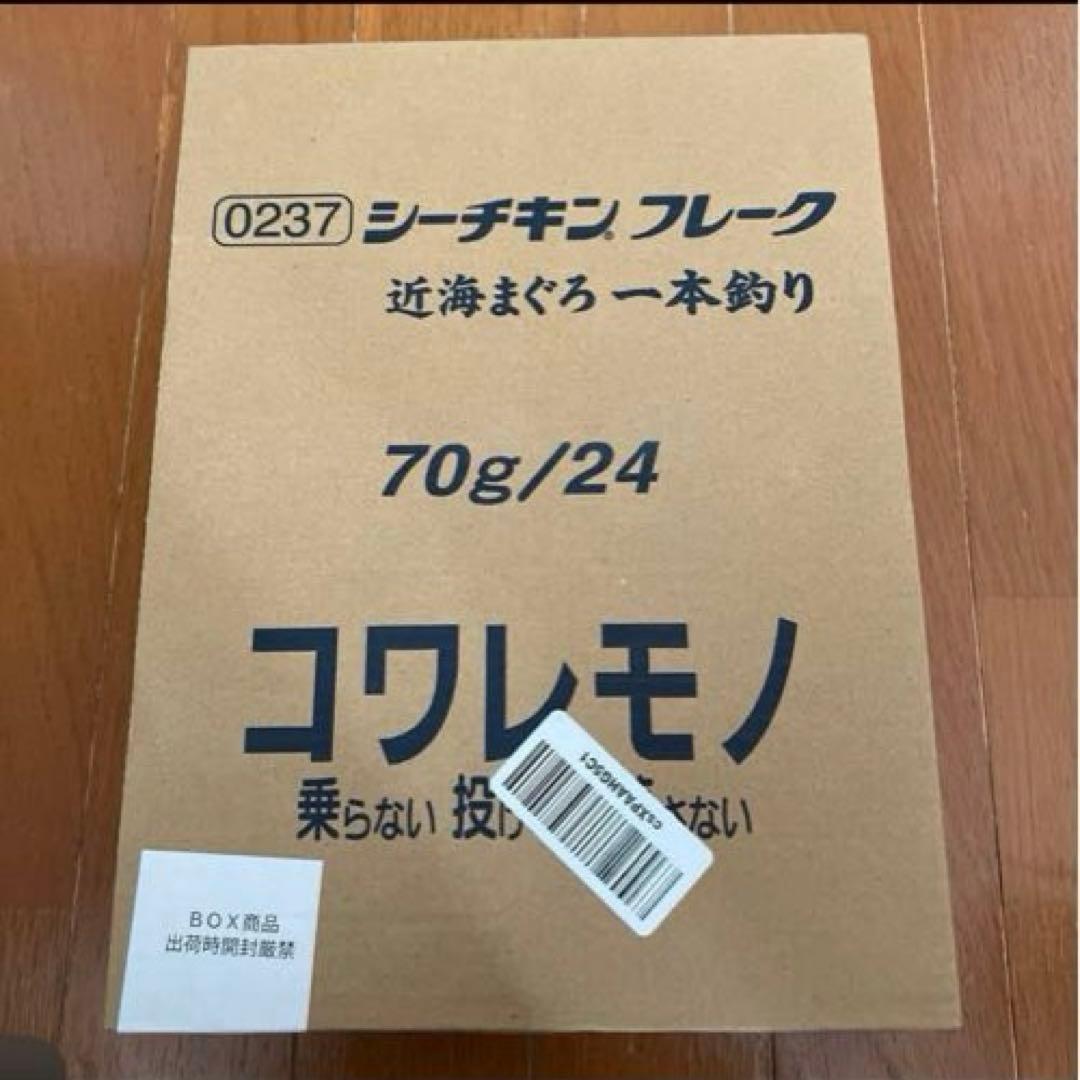 0237 シーチキン®フレーク
近海まぐろ 一本釣り
70g/24
コワレモノ
乗らない 投げ さない
csXPAAHG5C1
BOX商品
出荷時開封厳禁